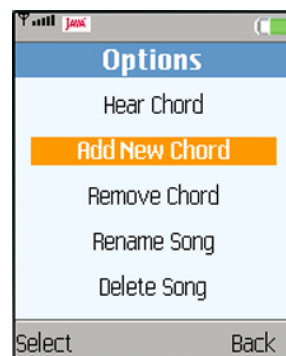 JAVA
Options
Hear Chord
Add New Chord
Remove Chord
Rename Song
Delete Song
Select Back